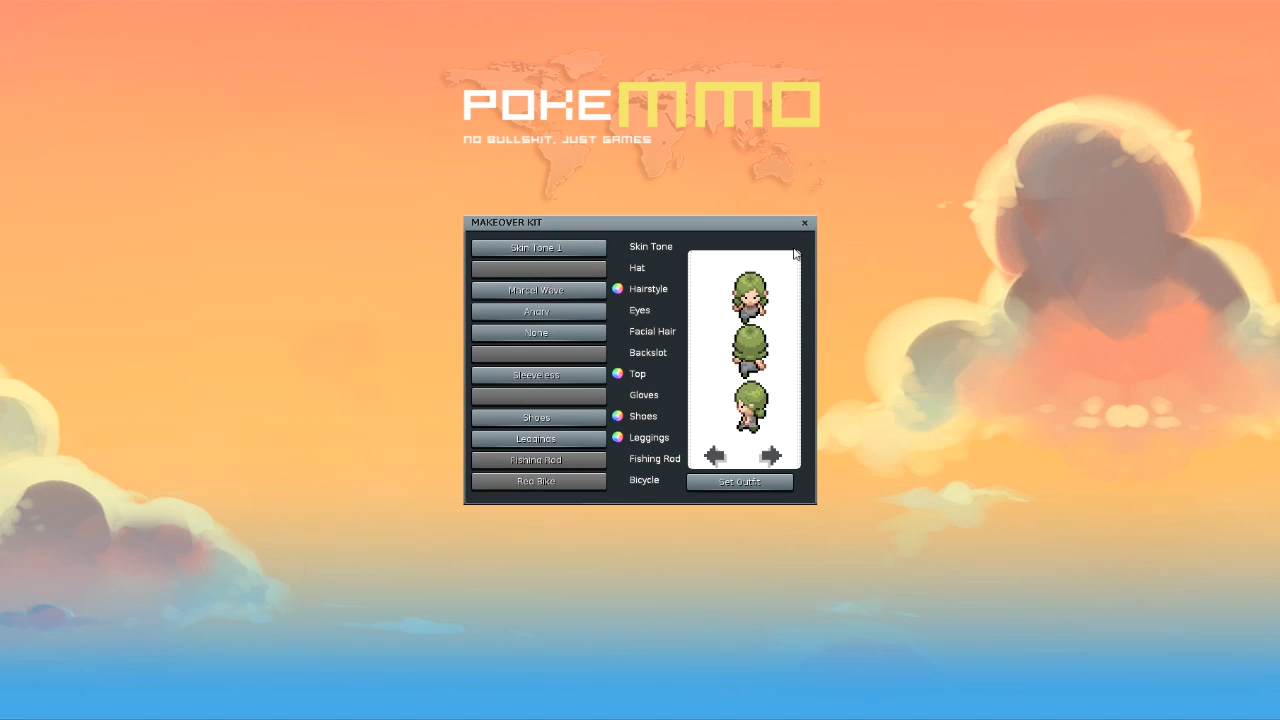 POKEMMO
NO BULLSHIT, JUST GAMES
MAKEOVER KIT
x
Skin Tone 1 Skin Tone
Hat
Marcel Wave Hairstyle
Angry Eyes
None Facial Hair
Backslot
Sleeveless Top
Gloves
Shoes Shoes
Leggings Leggings
Fishing Rod Fishing Rod
Red Bike Bicycle
Set Outfit